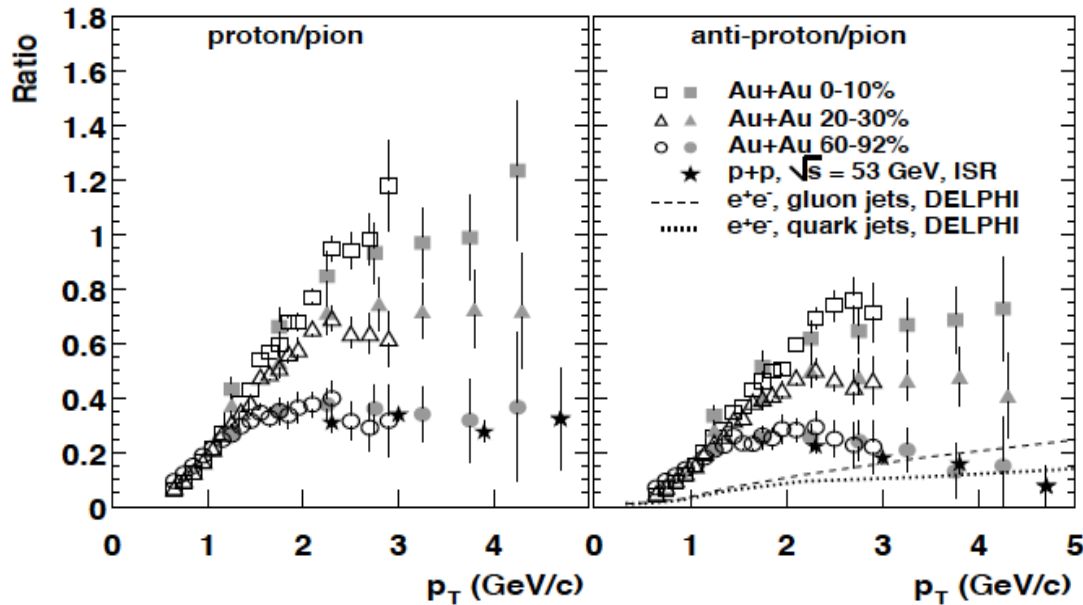 Ratio
1.8
1.6
1.4
1.2
1
0.8
0.6
0.4
0.2
0
proton/pion
0 1 2 3 4
p_T (GeV/c)
anti-proton/pion
Au+Au 0-10%
Au+Au 20-30%
Au+Au 60-92%
p+p, √s = 53 GeV, ISR
e⁺e⁻, gluon jets, DELPHI
e⁺e⁻, quark jets, DELPHI
0 1 2 3 4 5
p_T (GeV/c)